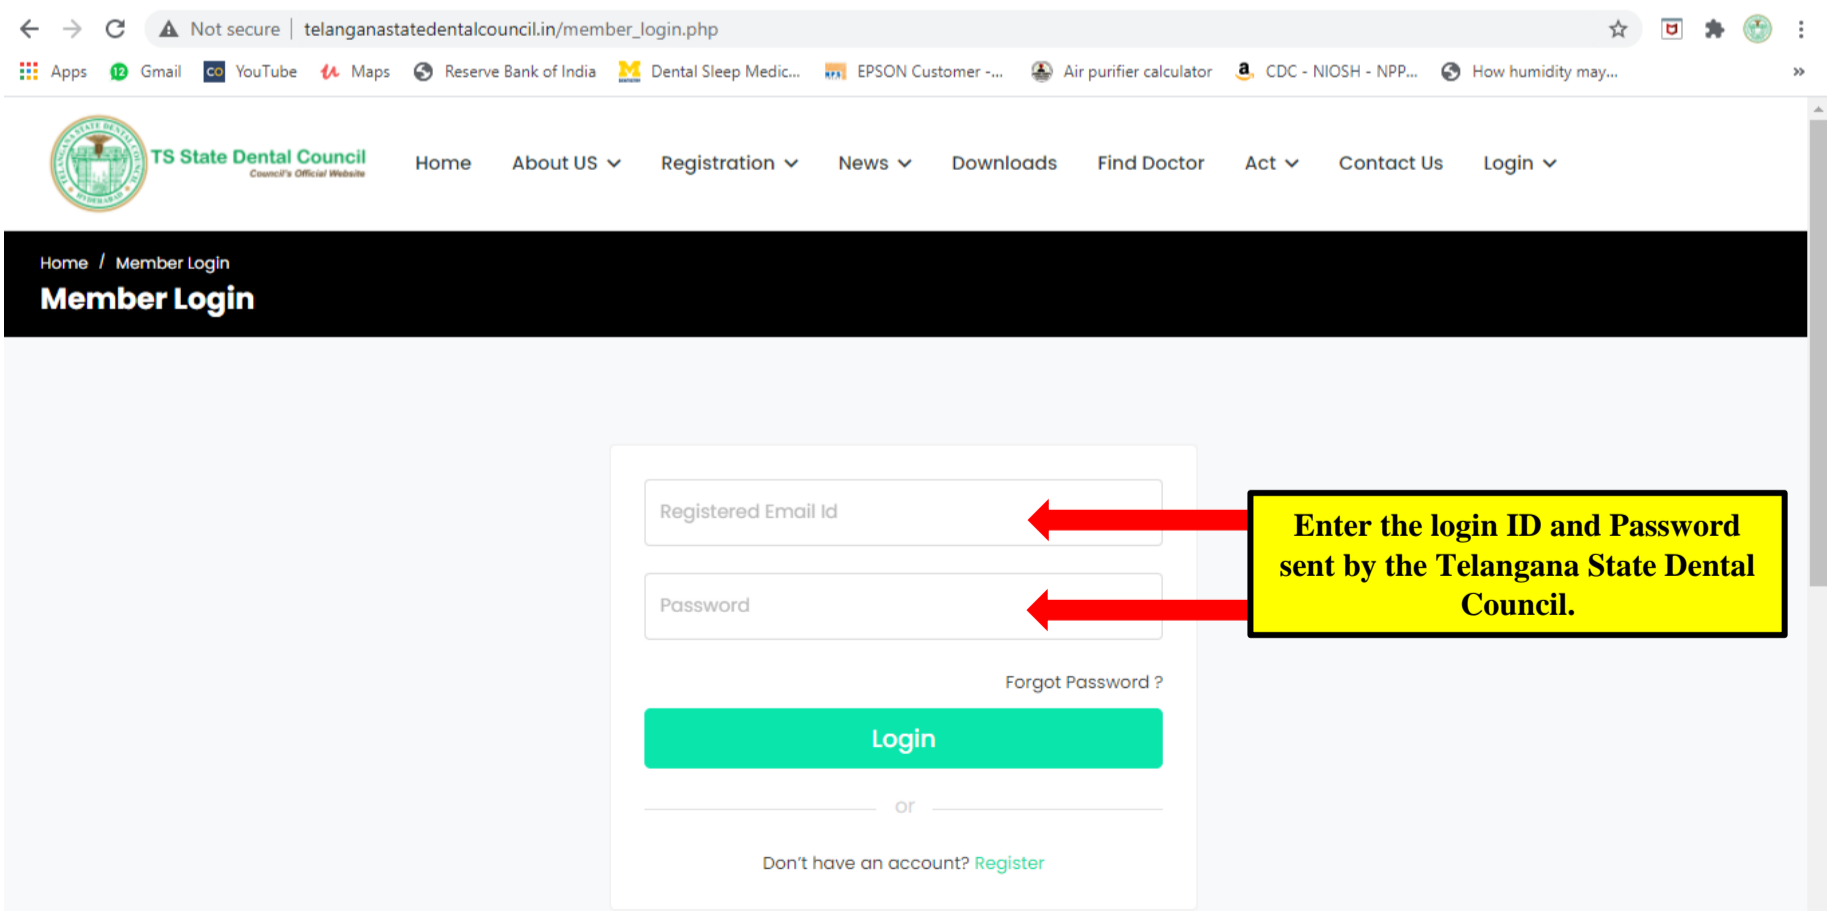 Not secure | telanganastatedentalcouncil.in/member_login.php
Apps 12 Gmail CO YouTube Maps Reserve Bank of India M Dental Sleep Medic... EPSON Customer -... Air purifier calculator a CDC - NIOSH - NPP... How humidity may... »
TS State Dental Council
Council's Official Website
Home About US Registration News Downloads Find Doctor Act Contact Us Login
Home / Member Login
Member Login
Registered Email Id
Enter the login ID and Password
sent by the Telangana State Dental
Council.
Password
Forgot Password ?
Login
or
Don't have an account? Register